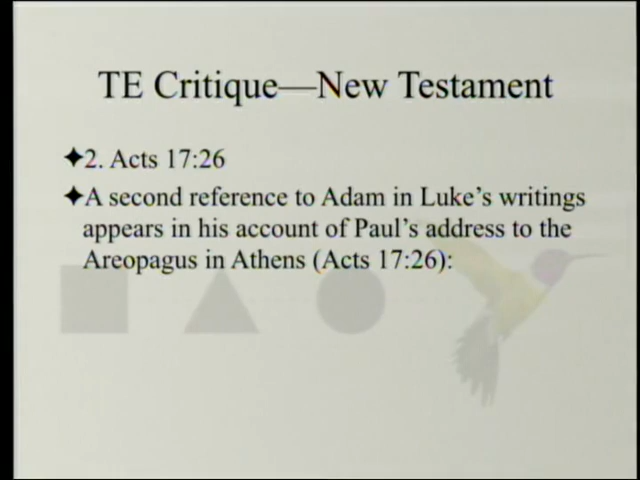 TE Critique—New Testament
✦2. Acts 17:26
✦A second reference to Adam in Luke's writings
appears in his account of Paul's address to the
Areopagus in Athens (Acts 17:26):